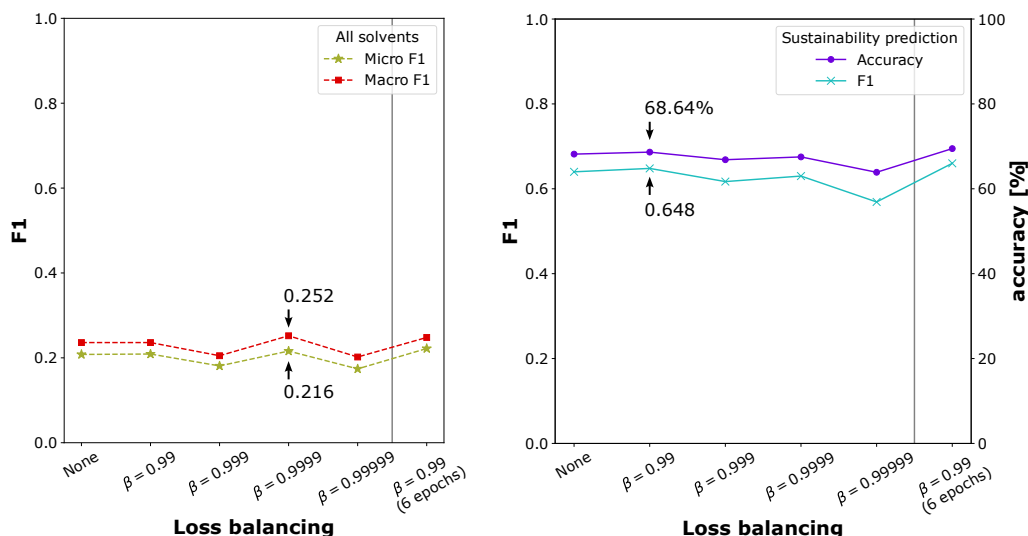 All solvents
Micro F1
Macro F1
1.0
0.8
0.6
0.4
0.2
0.0
F1
0.252
0.216
None
β = 0.99
β = 0.999
β = 0.9999
β = 0.99999
β = 0.99
(6 epochs)
Loss balancing
Sustainability prediction
Accuracy
F1
1.0
0.8
0.6
0.4
0.2
0.0
F1
68.64%
0.648
100
80
60
40
20
0
accuracy [%]
None
β = 0.99
β = 0.999
β = 0.9999
β = 0.99999
β = 0.99
(6 epochs)
Loss balancing